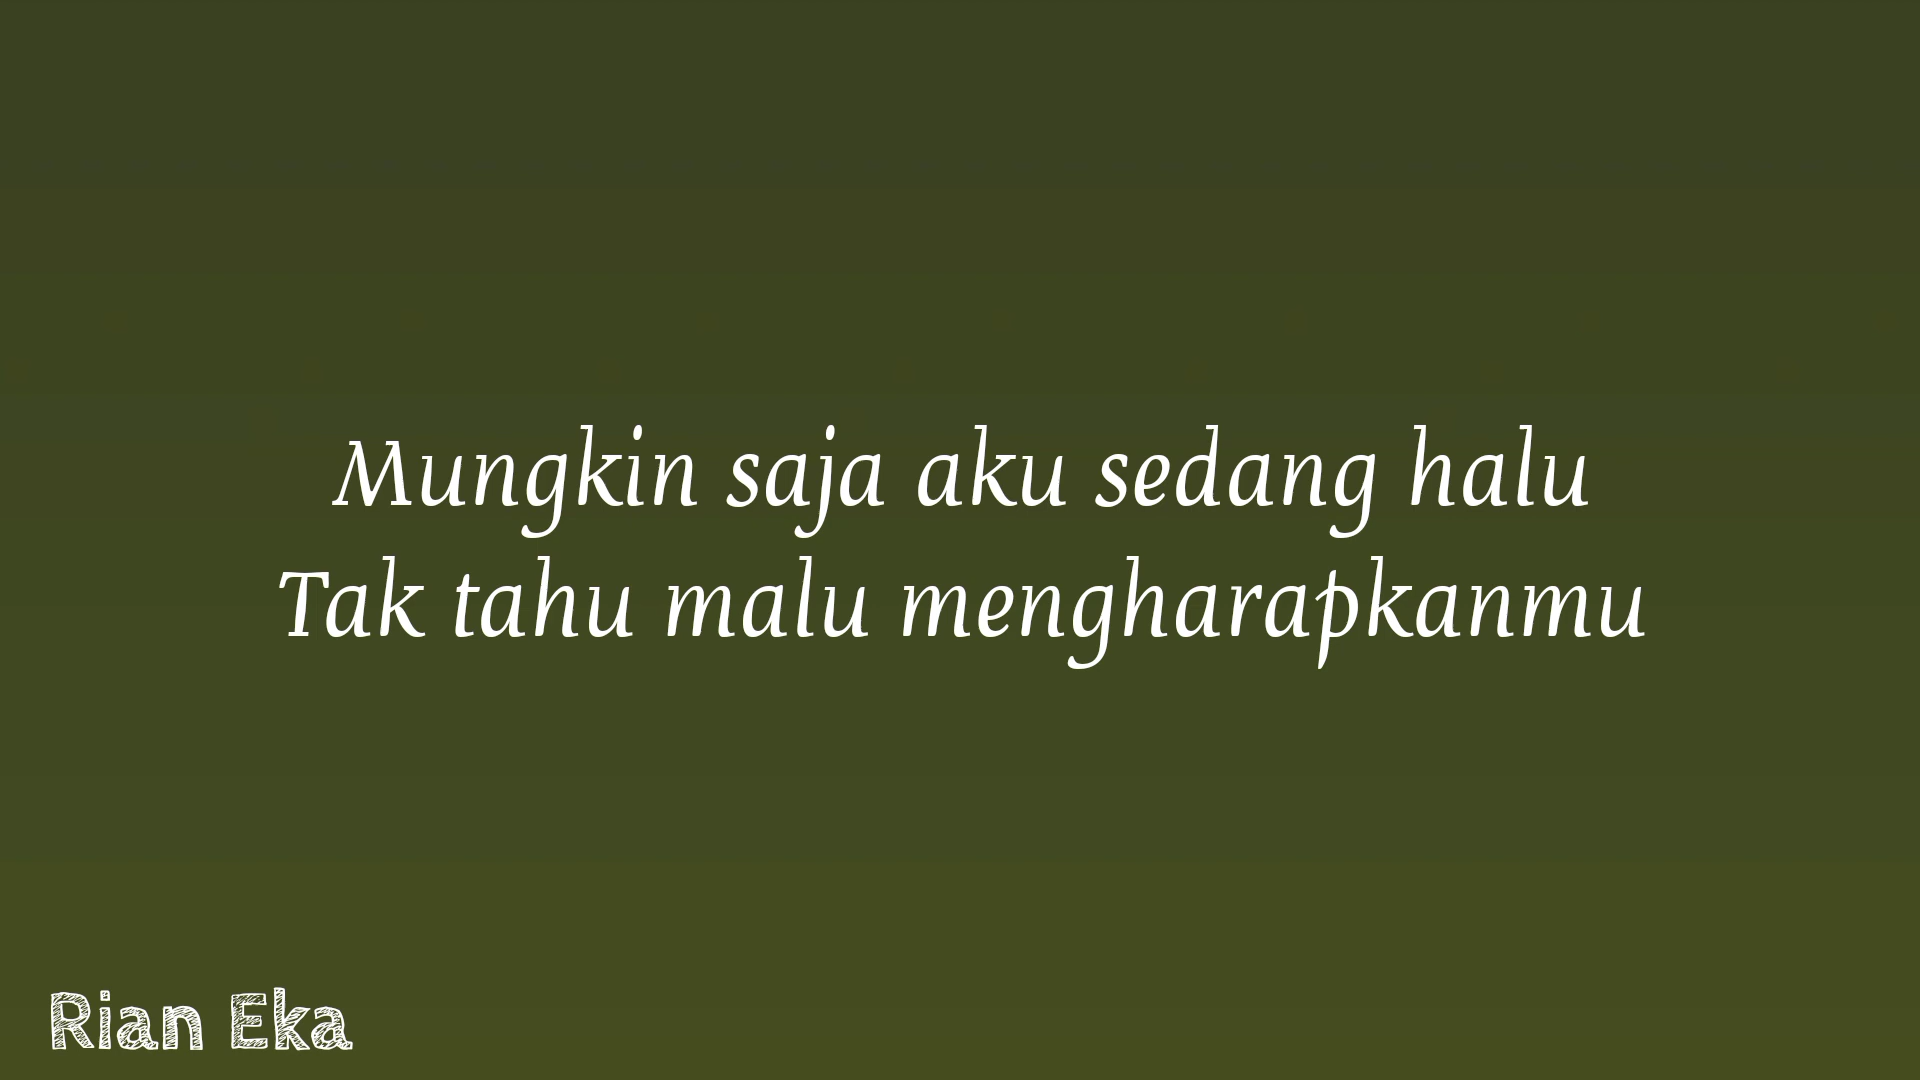 Mungkin saja aku sedang halu
Tak tahu malu mengharapkanmu
Rian Eka